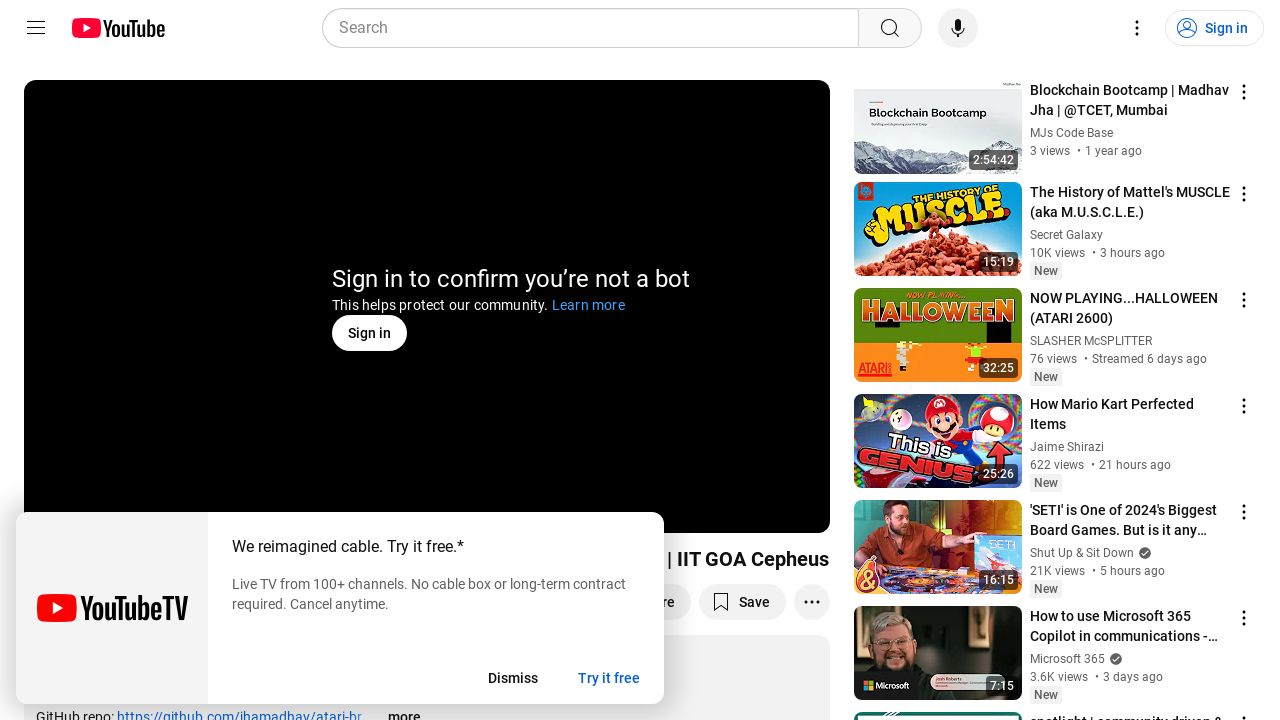 YouTube
Search
Sign in
Sign in to confirm you’re not a bot
This helps protect our community. Learn more
Sign in
We reimagined cable. Try it free.*
Live TV from 100+ channels. No cable box or long-term contract
required. Cancel anytime.
YouTubeTV
Dismiss
Try it free
| IIT GOA Cepheus
re
Save
GitHub repo: https://github.com/jhamadhav/atari-br...
...more
Blockchain Bootcamp
2:54:42
Blockchain Bootcamp | Madhav
Jha | @TCET, Mumbai
MJs Code Base
3 views • 1 year ago
THE HISTORY OF
M.U.S.C.L.E.
15:19
The History of Mattel's MUSCLE
(aka M.U.S.C.L.E.)
Secret Galaxy
10K views • 3 hours ago
New
NOW PLAYING...
HALLOWEEN
ATARI
32:25
NOW PLAYING...HALLOWEEN
(ATARI 2600)
SLASHER McSPLITTER
76 views • Streamed 6 days ago
New
This is
GENIUS
25:26
How Mario Kart Perfected
Items
Jaime Shirazi
622 views • 21 hours ago
New
SETI
&
16:15
'SETI' is One of 2024's Biggest
Board Games. But is it any…
Shut Up & Sit Down
21K views • 5 hours ago
New
Microsoft
Josh Roberts
7:15
How to use Microsoft 365
Copilot in communications -…
Microsoft 365
3.6K views • 3 days ago
New
spotlight | community driven &